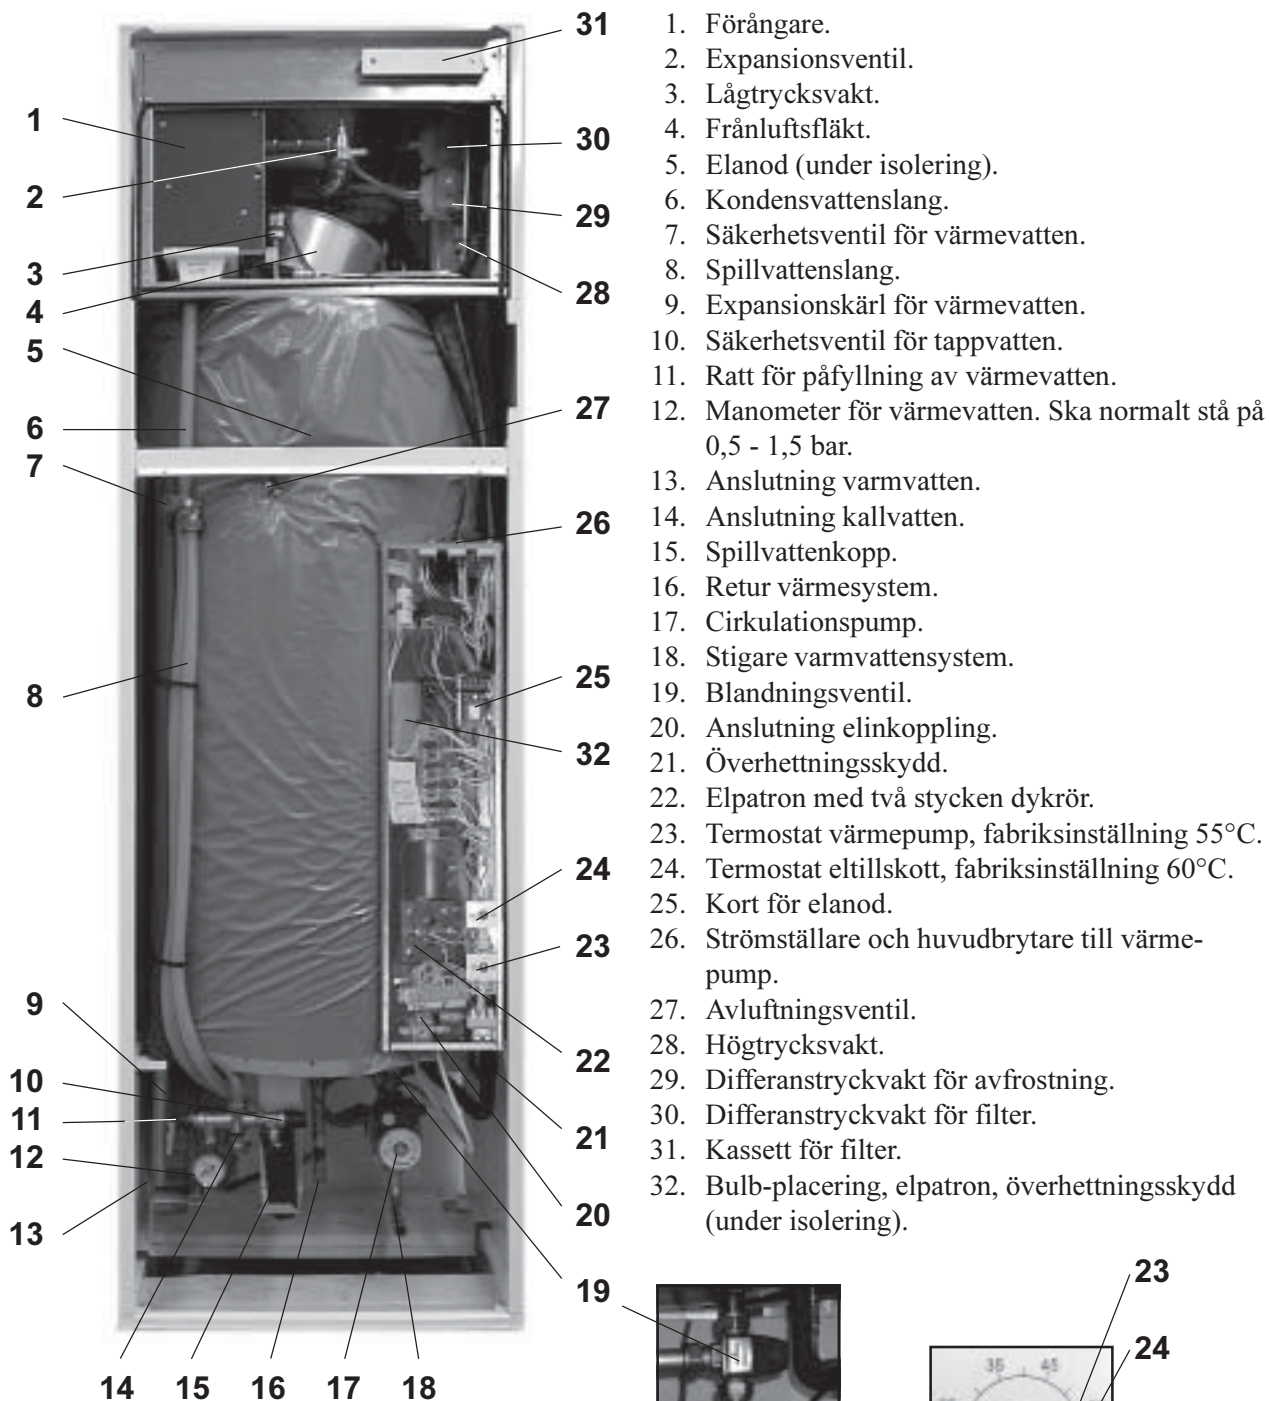 31
1
30
2
29
3
28
4
5
27
6
7
26
25
8
32
24
23
9
22
10
11
21
12
20
13
19
14 15 16 17 18
1. Förångare.
2. Expansionsventil.
3. Lågtrycksvakt.
4. Frånluftsfläkt.
5. Elanod (under isolering).
6. Kondensvattenslang.
7. Säkerhetsventil för värmevatten.
8. Spillvattenslang.
9. Expansionskärl för värmevatten.
10. Säkerhetsventil för tappvatten.
11. Ratt för påfyllning av värmevatten.
12. Manometer för värmevatten. Ska normalt stå på
0,5 - 1,5 bar.
13. Anslutning varmvatten.
14. Anslutning kallvatten.
15. Spillvattenkopp.
16. Retur värmesystem.
17. Cirkulationspump.
18. Stigare varmvattensystem.
19. Blandningsventil.
20. Anslutning elinkoppling.
21. Överhettningsskydd.
22. Elpatron med två stycken dykrör.
23. Termostat värmepump, fabriksinställning 55°C.
24. Termostat eltillskott, fabriksinställning 60°C.
25. Kort för elanod.
26. Strömställare och huvudbrytare till värme-
pump.
27. Avluftningsventil.
28. Högtrycksvakt.
29. Differanstryckvakt för avfrostning.
30. Differanstryckvakt för filter.
31. Kassett för filter.
32. Bulb-placering, elpatron, överhettningsskydd
(under isolering).
23
24
35 45